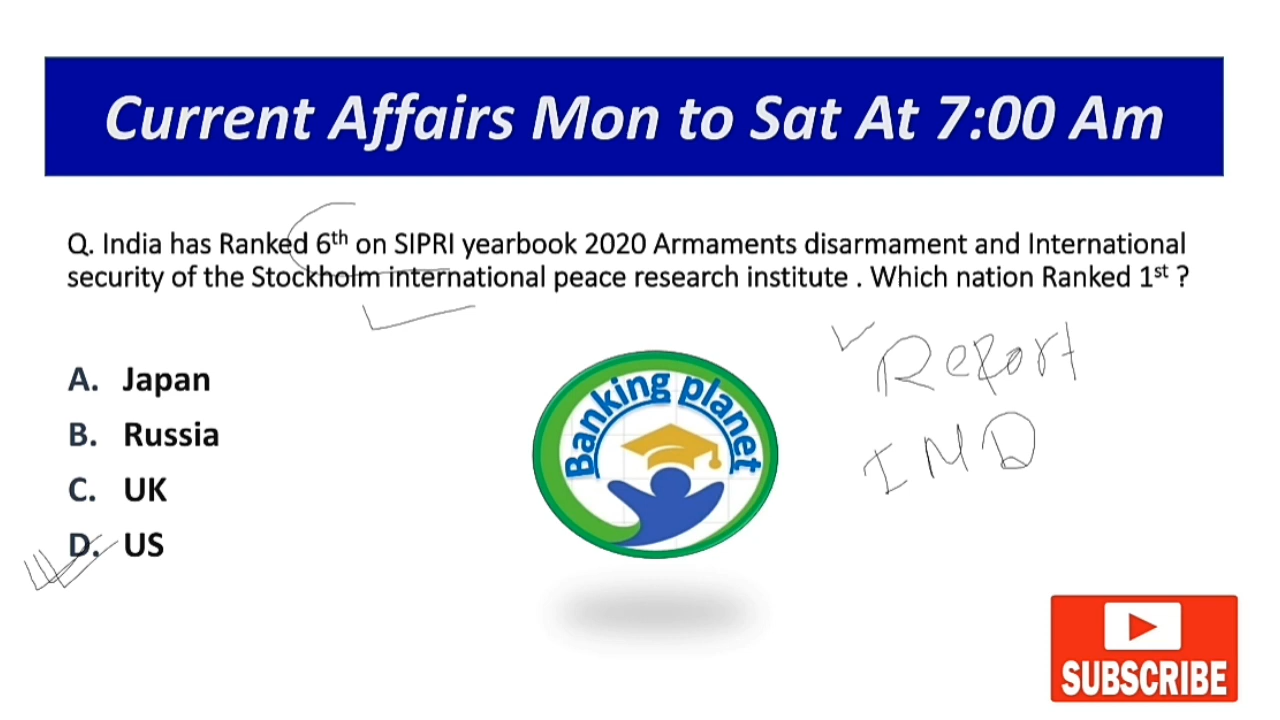 Current Affairs Mon to Sat At 7:00 Am
Q. India has Ranked 6th on SIPRI yearbook 2020 Armaments disarmament and International
security of the Stockholm international peace research institute . Which nation Ranked 1st ?
A. Japan
B. Russia
C. UK
D. US
Banking planet
Report
IND
SUBSCRIBE